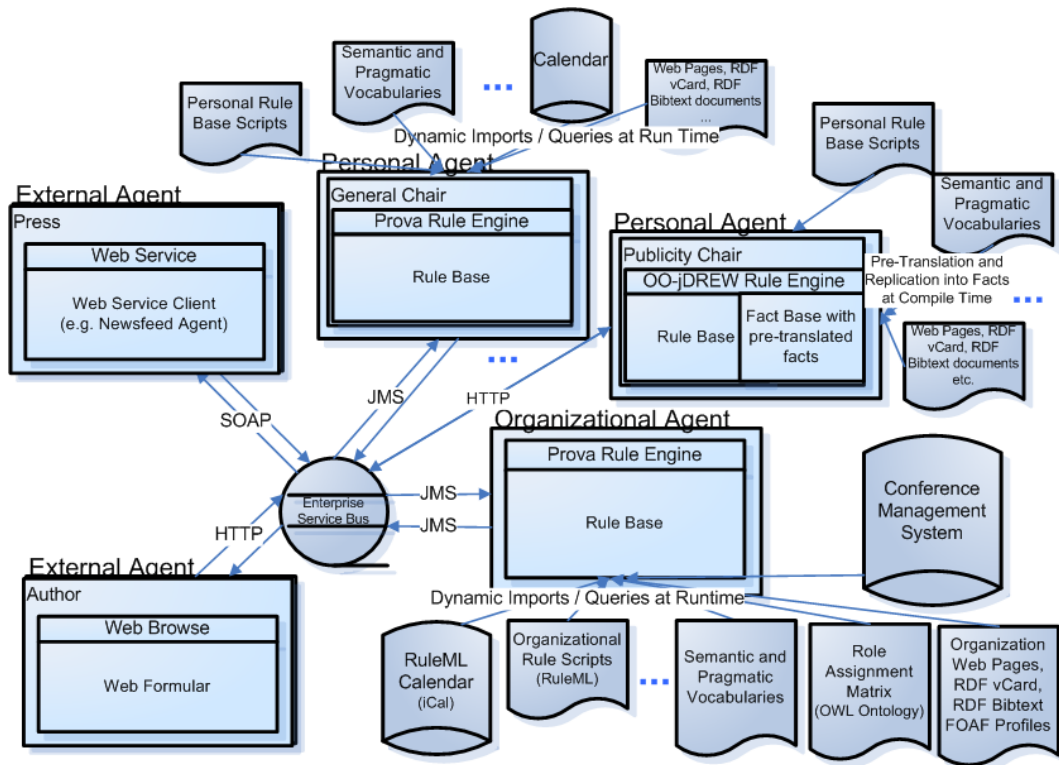 Semantic and
Pragmatic
Vocabularies
...
Calendar
Web Pages, RDF
vCard, RDF
Bibtext documents
...
Personal Rule
Base Scripts
Dynamic Imports / Queries at Run Time
Personal Rule
Base Scripts
Semantic and
Pragmatic
Vocabularies
Pre-Translation and
Replication into Facts
at Compile Time
...
Web Pages, RDF
vCard, RDF
Bibtext documents
etc.
External Agent
Press
Web Service
Web Service Client
(e.g. Newsfeed Agent)
Personal Agent
General Chair
Prova Rule Engine
Rule Base
...
Personal Agent
Publicity Chair
OO-jDREW Rule Engine
Rule Base
Fact Base with
pre-translated
facts
SOAP
JMS
HTTP
Enterprise
Service Bus
JMS
JMS
HTTP
Organizational Agent
Prova Rule Engine
Rule Base
Conference
Management
System
External Agent
Author
Web Browse
Web Formular
Dynamic Imports / Queries at Runtime
RuleML
Calendar
(iCal)
Organizational
Rule Scripts
(RuleML)
...
Semantic and
Pragmatic
Vocabularies
Role
Assignment
Matrix
(OWL Ontology)
Organization
Web Pages,
RDF vCard,
RDF Bibtext
FOAF Profiles